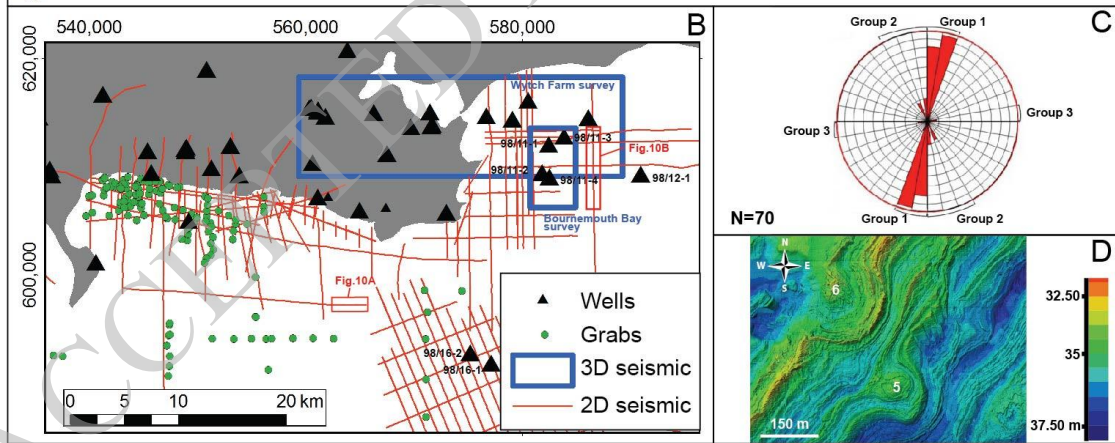 ACCEPTED
540,000
560,000
580,000
B
620,000
600,000
Wytch Farm survey
98/11-3
98/11-1
Fig.10B
98/11-2
98/11-4
98/12-1
Bournemouth Bay
survey
Fig.10A
98/16-2
98/16-1
Wells
Grabs
3D seismic
2D seismic
0 5 10 20 km
C
Group 2
Group 1
Group 3
Group 3
N=70
Group 1
Group 2
D
N
W E
S
6
5
150 m
32.50 m
35
37.50 m